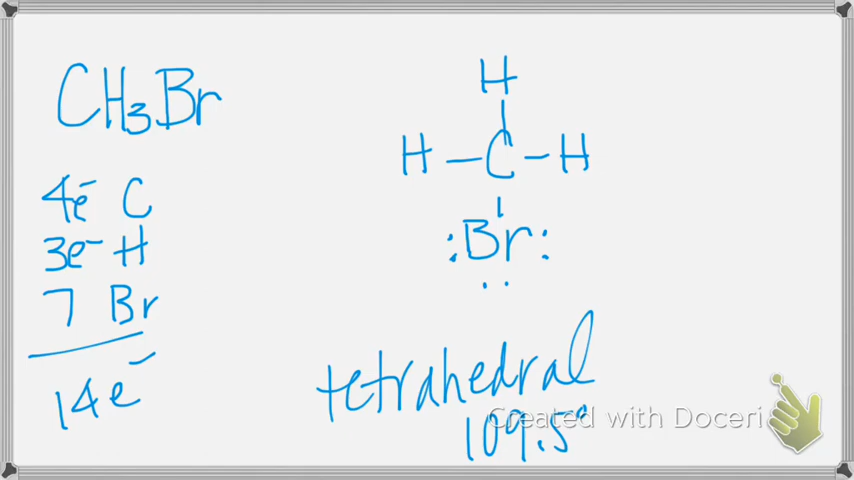 CH3Br
4e- C
3e- H
7 Br
14e-
H
H-C-H
:Br:
tetrahedral
109.5°
Created with Doceri